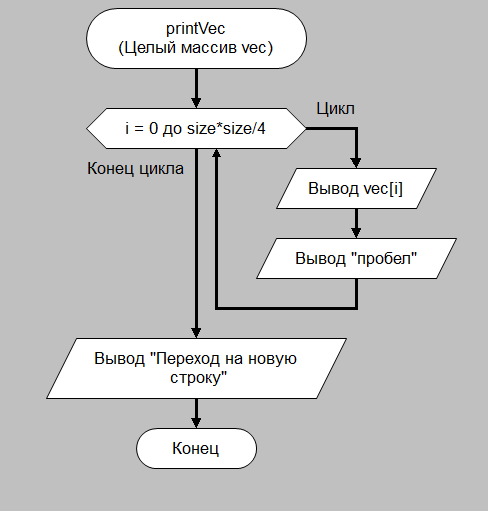 printVec
(Целый массив vec)
i = 0 до size*size/4
Цикл
Конец цикла
Вывод vec[i]
Вывод "пробел"
Вывод "Переход на новую
строку"
Конец